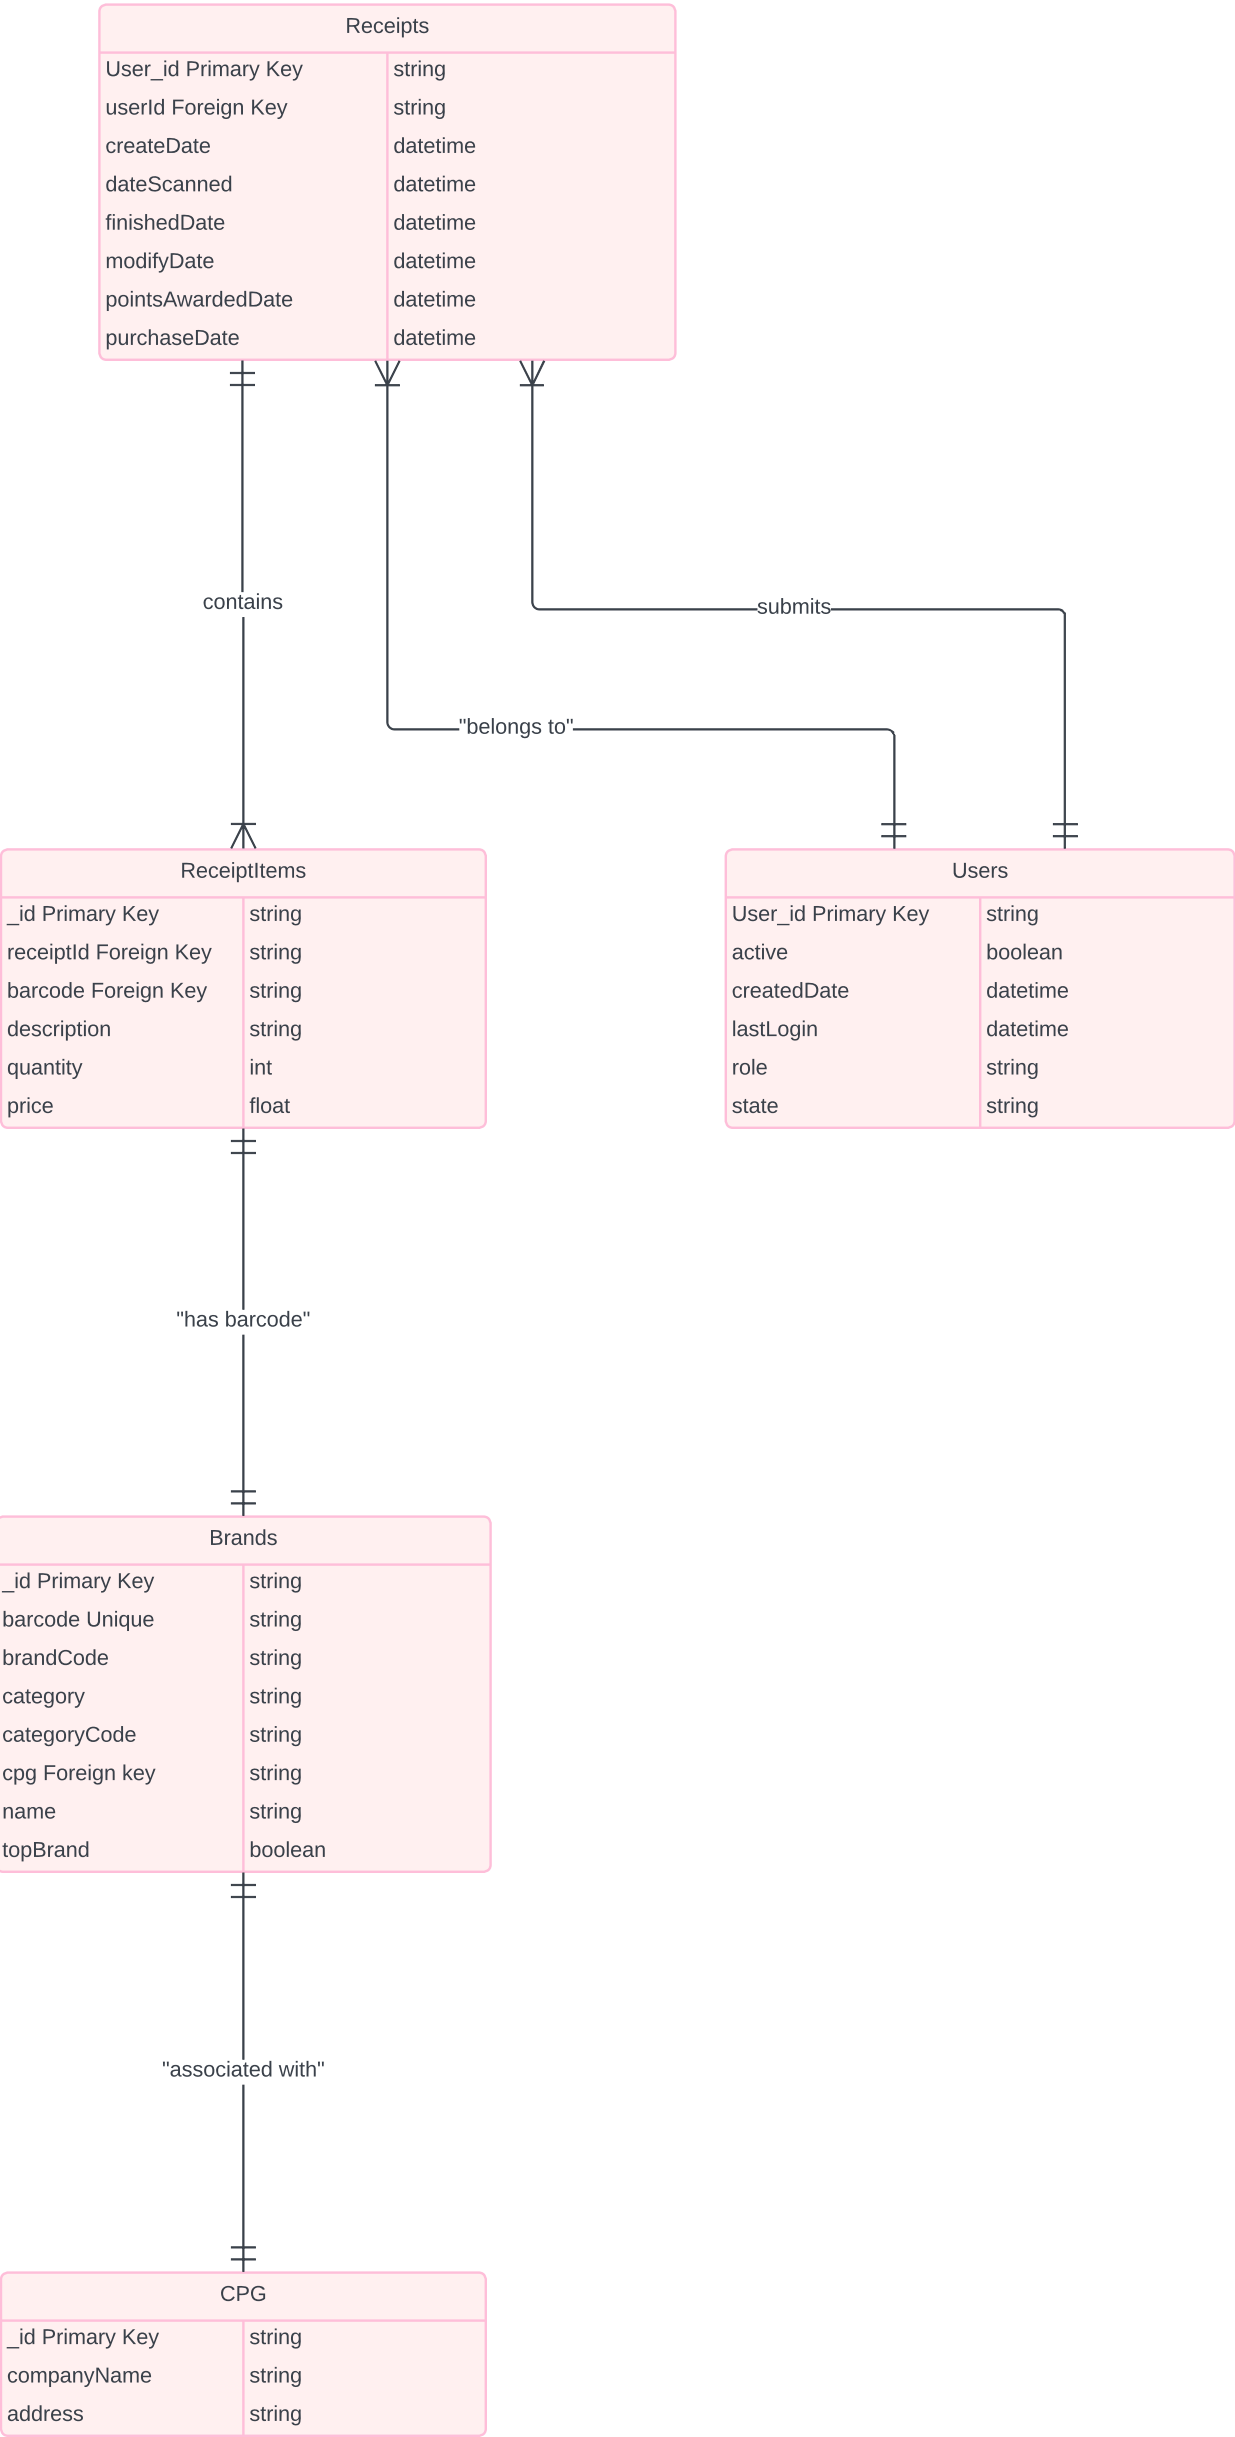 Receipts
User_id Primary Key string
userId Foreign Key string
createDate datetime
dateScanned datetime
finishedDate datetime
modifyDate datetime
pointsAwardedDate datetime
purchaseDate datetime
contains
submits
"belongs to"
ReceiptItems
_id Primary Key string
receiptId Foreign Key string
barcode Foreign Key string
description string
quantity int
price float
Users
User_id Primary Key string
active boolean
createdDate datetime
lastLogin datetime
role string
state string
"has barcode"
Brands
_id Primary Key string
barcode Unique string
brandCode string
category string
categoryCode string
cpg Foreign key string
name string
topBrand boolean
"associated with"
CPG
_id Primary Key string
companyName string
address string